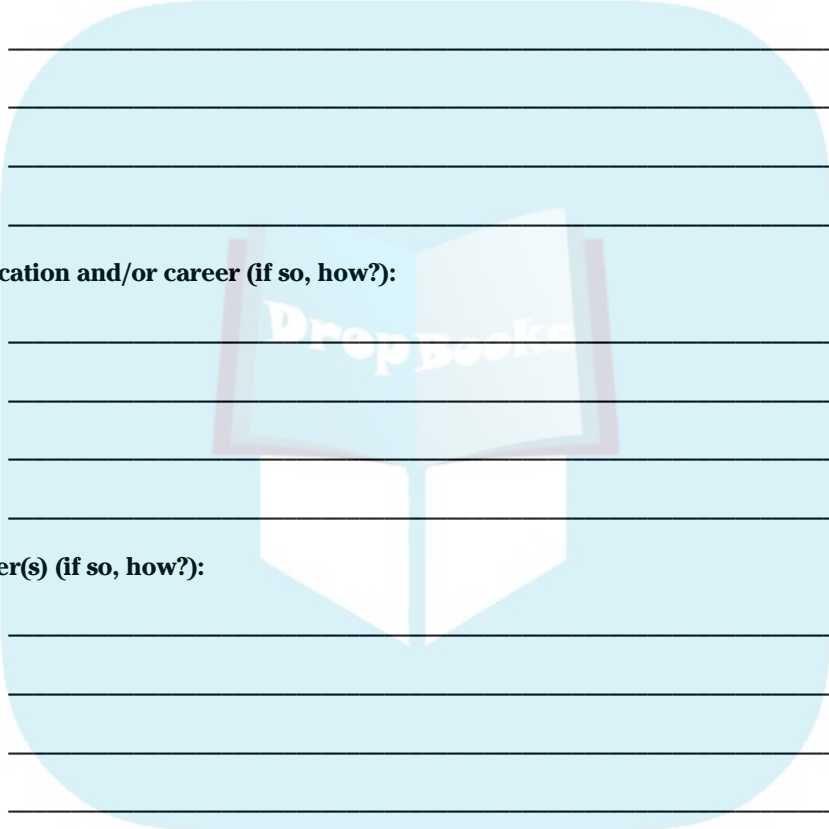 cation and/or career (if so, how?):
DropBooks
er(s) (if so, how?):